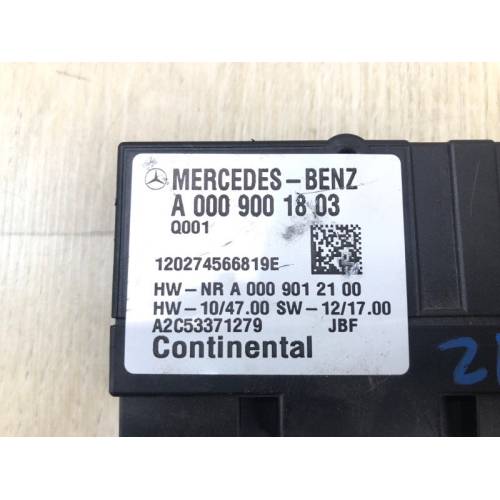 MERCEDES-BENZ
A 000 900 18 03
Q001
120274566819E
HW-NR A 000 901 21 00
HW-10/47.00 SW-12/17.00
A2C53371279 JBF
Continental